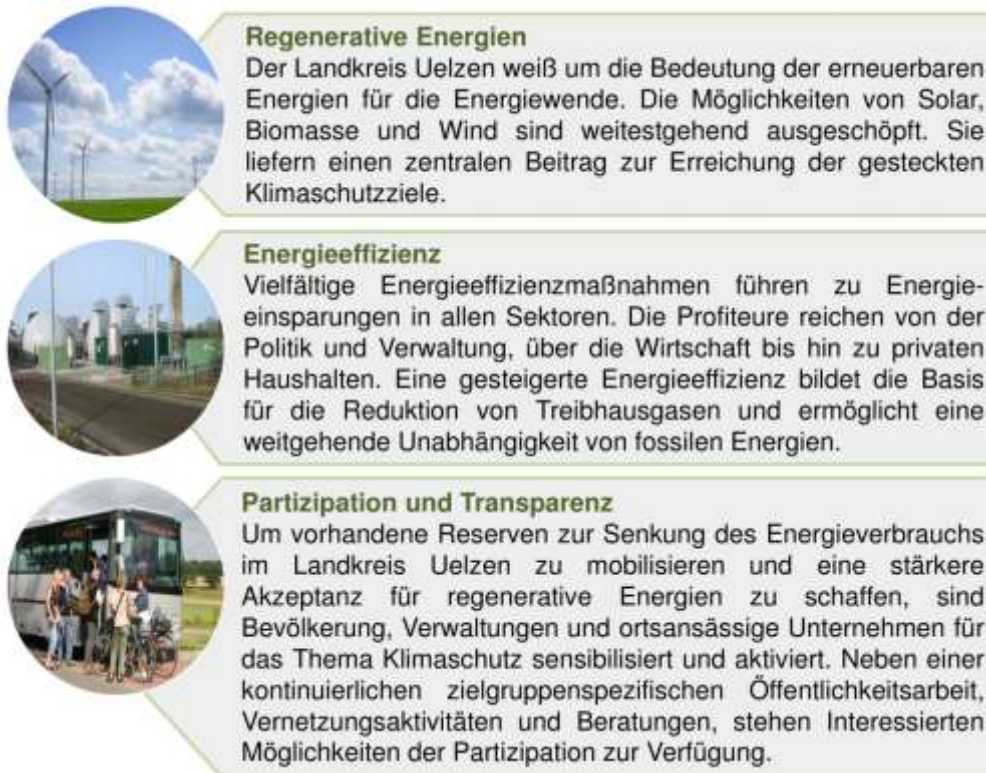 Regenerative Energien
Der Landkreis Uelzen weiß um die Bedeutung der erneuerbaren
Energien für die Energiewende. Die Möglichkeiten von Solar,
Biomasse und Wind sind weitestgehend ausgeschöpft. Sie
liefern einen zentralen Beitrag zur Erreichung der gesteckten
Klimaschutzziele.
Energieeffizienz
Vielfältige Energieeffizienzmaßnahmen führen zu Energie-
einsparungen in allen Sektoren. Die Profiteure reichen von der
Politik und Verwaltung, über die Wirtschaft bis hin zu privaten
Haushalten. Eine gesteigerte Energieeffizienz bildet die Basis
für die Reduktion von Treibhausgasen und ermöglicht eine
weitgehende Unabhängigkeit von fossilen Energien.
Partizipation und Transparenz
Um vorhandene Reserven zur Senkung des Energieverbrauchs
im Landkreis Uelzen zu mobilisieren und eine stärkere
Akzeptanz für regenerative Energien zu schaffen, sind
Bevölkerung, Verwaltungen und ortsansässige Unternehmen für
das Thema Klimaschutz sensibilisiert und aktiviert. Neben einer
kontinuierlichen zielgruppenspezifischen Öffentlichkeitsarbeit,
Vernetzungsaktivitäten und Beratungen, stehen Interessierten
Möglichkeiten der Partizipation zur Verfügung.